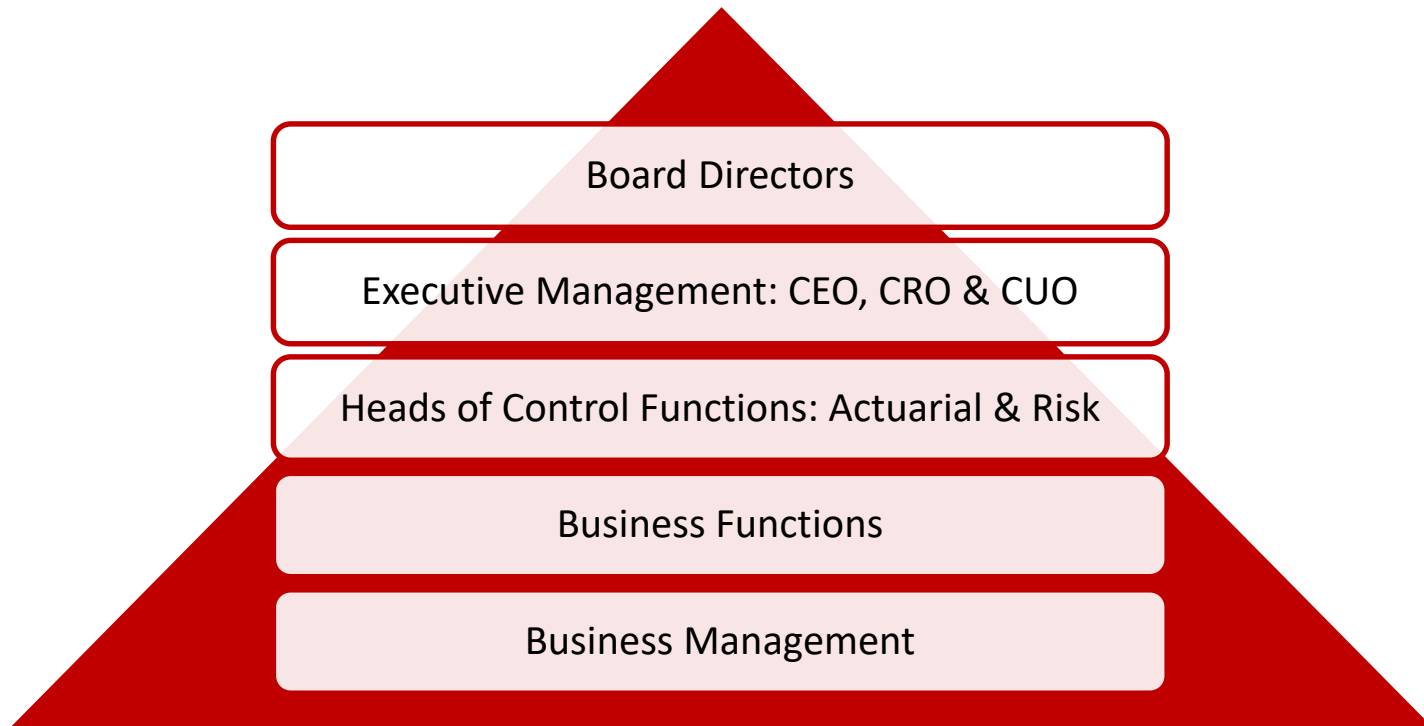 Board Directors
Executive Management: CEO, CRO & CUO
Heads of Control Functions: Actuarial & Risk
Business Functions
Business Management